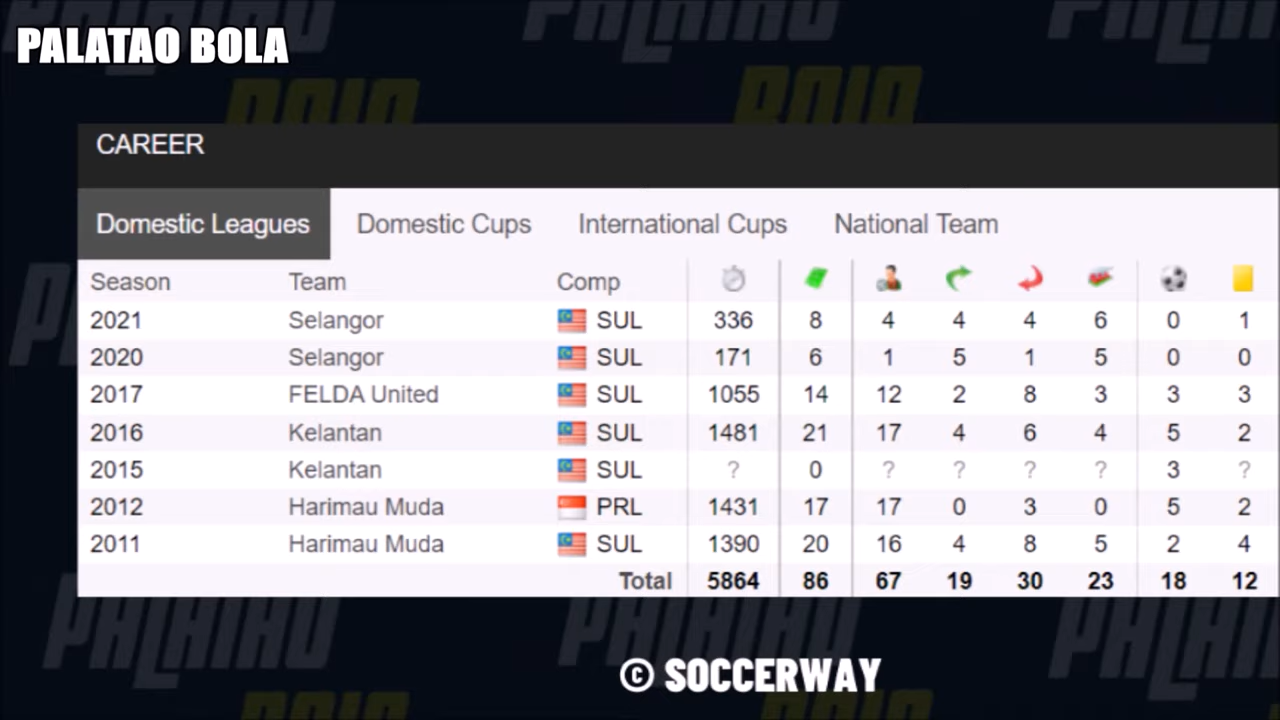 PALATAO BOLA
CAREER
Domestic Leagues Domestic Cups International Cups National Team
Season Team Comp
2021 Selangor SUL 336 8 4 4 4 6 0 1
2020 Selangor SUL 171 6 1 5 1 5 0 0
2017 FELDA United SUL 1055 14 12 2 8 3 3 3
2016 Kelantan SUL 1481 21 17 4 6 4 5 2
2015 Kelantan SUL ? 0 ? ? ? ? 3 ?
2012 Harimau Muda PRL 1431 17 17 0 3 0 5 2
2011 Harimau Muda SUL 1390 20 16 4 8 5 2 4
Total 5864 86 67 19 30 23 18 12
© SOCCERWAY